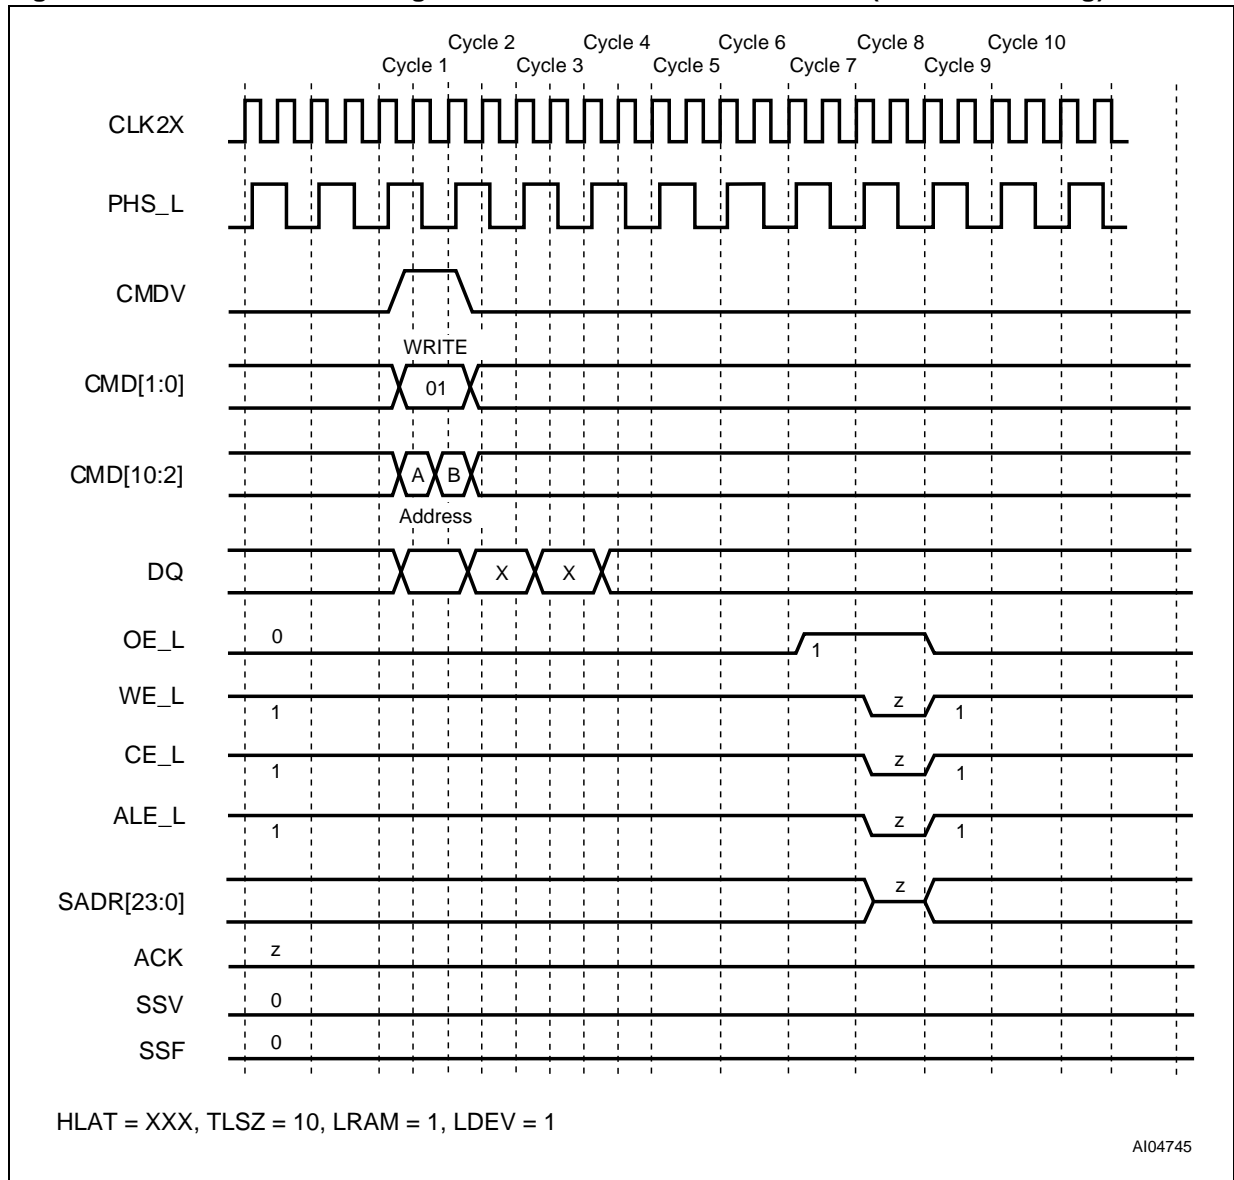 Cycle 2 Cycle 4 Cycle 6 Cycle 8 Cycle 10
Cycle 1 Cycle 3 Cycle 5 Cycle 7 Cycle 9
CLK2X
PHS_L
CMDV
WRITE
CMD[1:0] 01
CMD[10:2] A B
Address
DQ X X
OE_L 0 1
WE_L 1 z 1
CE_L 1 z 1
ALE_L 1 z 1
SADR[23:0] z
ACK z
SSV 0
SSF 0
HLAT = XXX, TLSZ = 10, LRAM = 1, LDEV = 1
AI04745